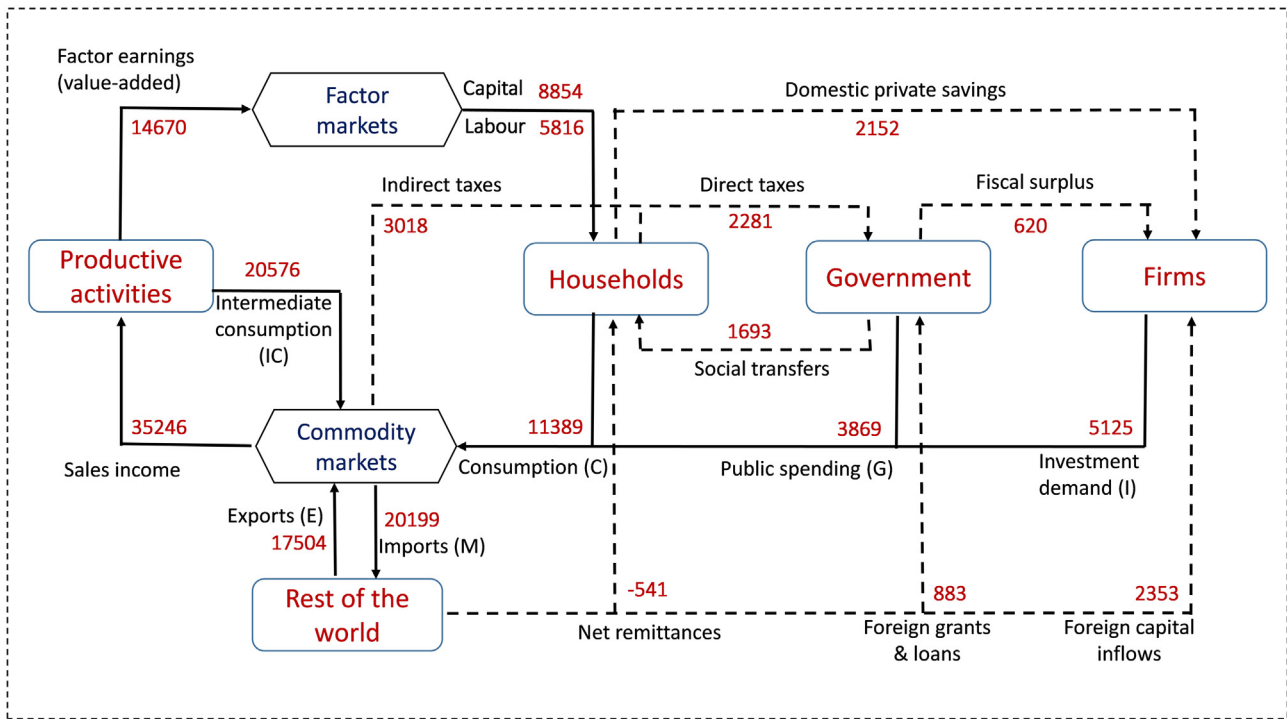 Factor earnings
(value-added)
14670
Factor
markets
Capital
8854
Labour
5816
Domestic private savings
2152
Indirect taxes
3018
Direct taxes
2281
Fiscal surplus
620
Productive
activities
20576
Intermediate
consumption
(IC)
Households
Government
Firms
1693
Social transfers
35246
Sales income
Commodity
markets
11389
Consumption (C)
3869
Public spending (G)
5125
Investment
demand (I)
Exports (E)
17504
20199
Imports (M)
Rest of the
world
-541
Net remittances
883
Foreign grants
& loans
2353
Foreign capital
inflows